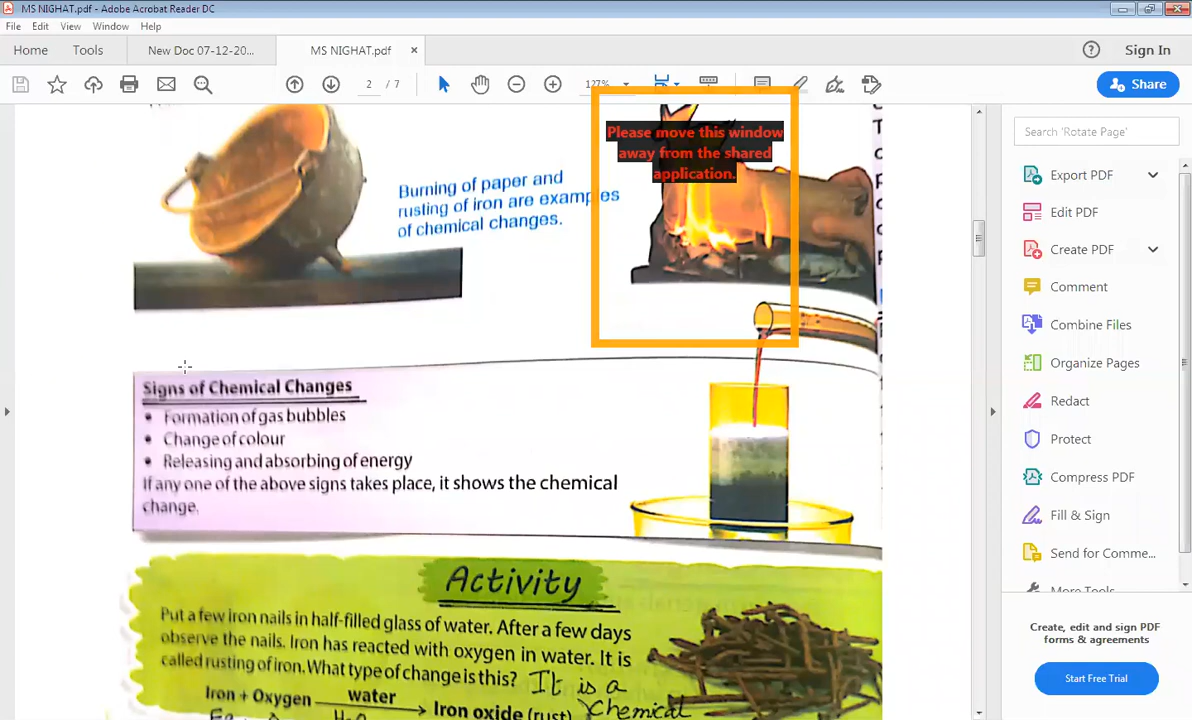 MS NIGHAT.pdf - Adobe Acrobat Reader DC
File Edit View Window Help
Home Tools New Doc 07-12-20... MS NIGHAT.pdf × Sign In
2 / 7 127% Share
Please move this window
away from the shared
application.
Burning of paper and
rusting of iron are examples
of chemical changes.
Signs of Chemical Changes
• Formation of gas bubbles
• Change of colour
• Releasing and absorbing of energy
If any one of the above signs takes place, it shows the chemical
change.
Activity
Put a few iron nails in half-filled glass of water. After a few days
observe the nails. Iron has reacted with oxygen in water. It is
called rusting of iron. What type of change is this? It is a
Iron + Oxygen water Iron oxide (rust) chemical
Search 'Rotate Page'
Export PDF
Edit PDF
Create PDF
Comment
Combine Files
Organize Pages
Redact
Protect
Compress PDF
Fill & Sign
Send for Comme...
More Tools
Create, edit and sign PDF
forms & agreements
Start Free Trial